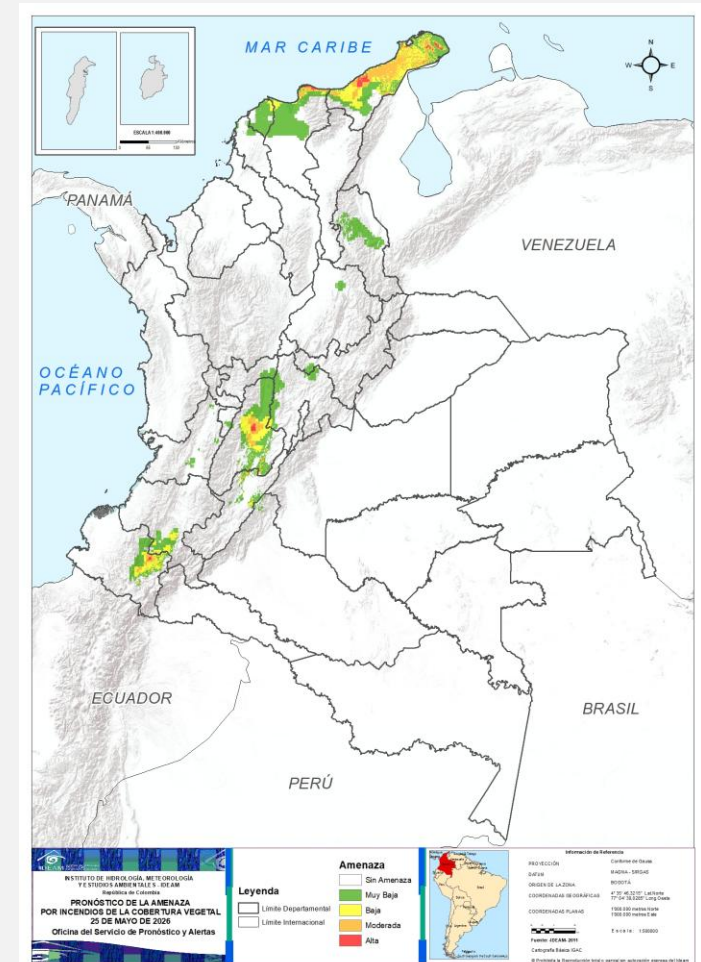 MAR CARIBE
N
W
E
S
ESCALA 1:400.000
PANAMÁ
VENEZUELA
OCÉANO
PACÍFICO
ECUADOR
BRASIL
PERÚ
IDEAM
INSTITUTO DE HIDROLOGÍA, METEOROLOGÍA
Y ESTUDIOS AMBIENTALES - IDEAM
República de Colombia
PRONÓSTICO DE LA AMENAZA
POR INCENDIOS DE LA COBERTURA VEGETAL
25 DE MAYO DE 2026
Oficina del Servicio de Pronóstico y Alertas
Leyenda
Límite Departamental
Límite Internacional
Amenaza
Sin Amenaza
Muy Baja
Baja
Moderada
Alta
Información de Referencia
PROYECCIÓN Conforme de Gauss
DATUM MAGNA - SIRGAS
ORIGEN DE LA ZONA BOGOTÁ
COORDENADAS GEOGRÁFICAS
COORDENADAS PLANAS
Fuente: IDEAM
Cartografía Básica: IGAC